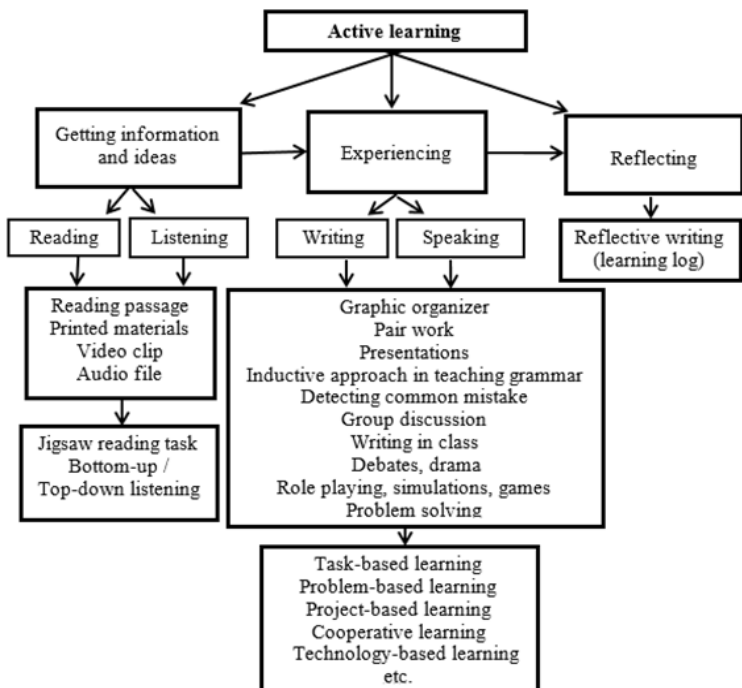 Active learning
Getting information
and ideas
Experiencing
Reflecting
Reading
Listening
Writing
Speaking
Reflective writing
(learning log)
Reading passage
Printed materials
Video clip
Audio file
Graphic organizer
Pair work
Presentations
Inductive approach in teaching grammar
Detecting common mistake
Group discussion
Writing in class
Debates, drama
Role playing, simulations, games
Problem solving
Jigsaw reading task
Bottom-up /
Top-down listening
Task-based learning
Problem-based learning
Project-based learning
Cooperative learning
Technology-based learning
etc.